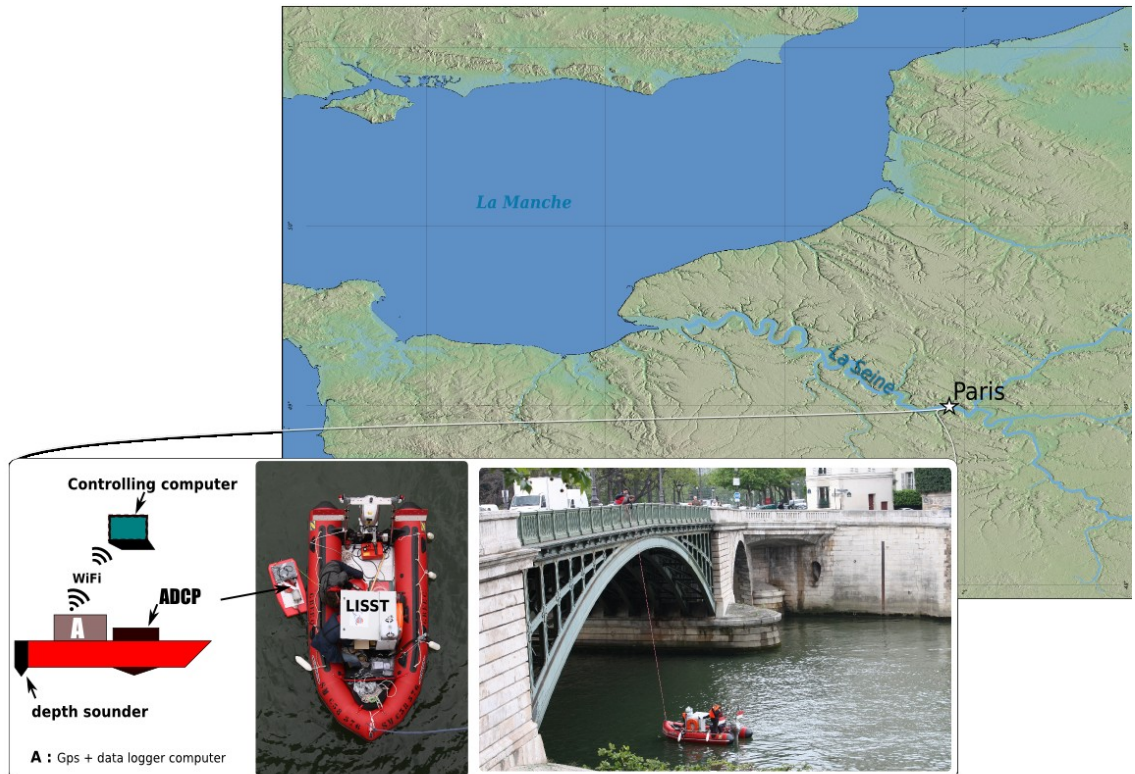 La Manche
La Seine
Paris
Controlling computer
WiFi
ADCP
LISST
A
depth sounder
A : Gps + data logger computer